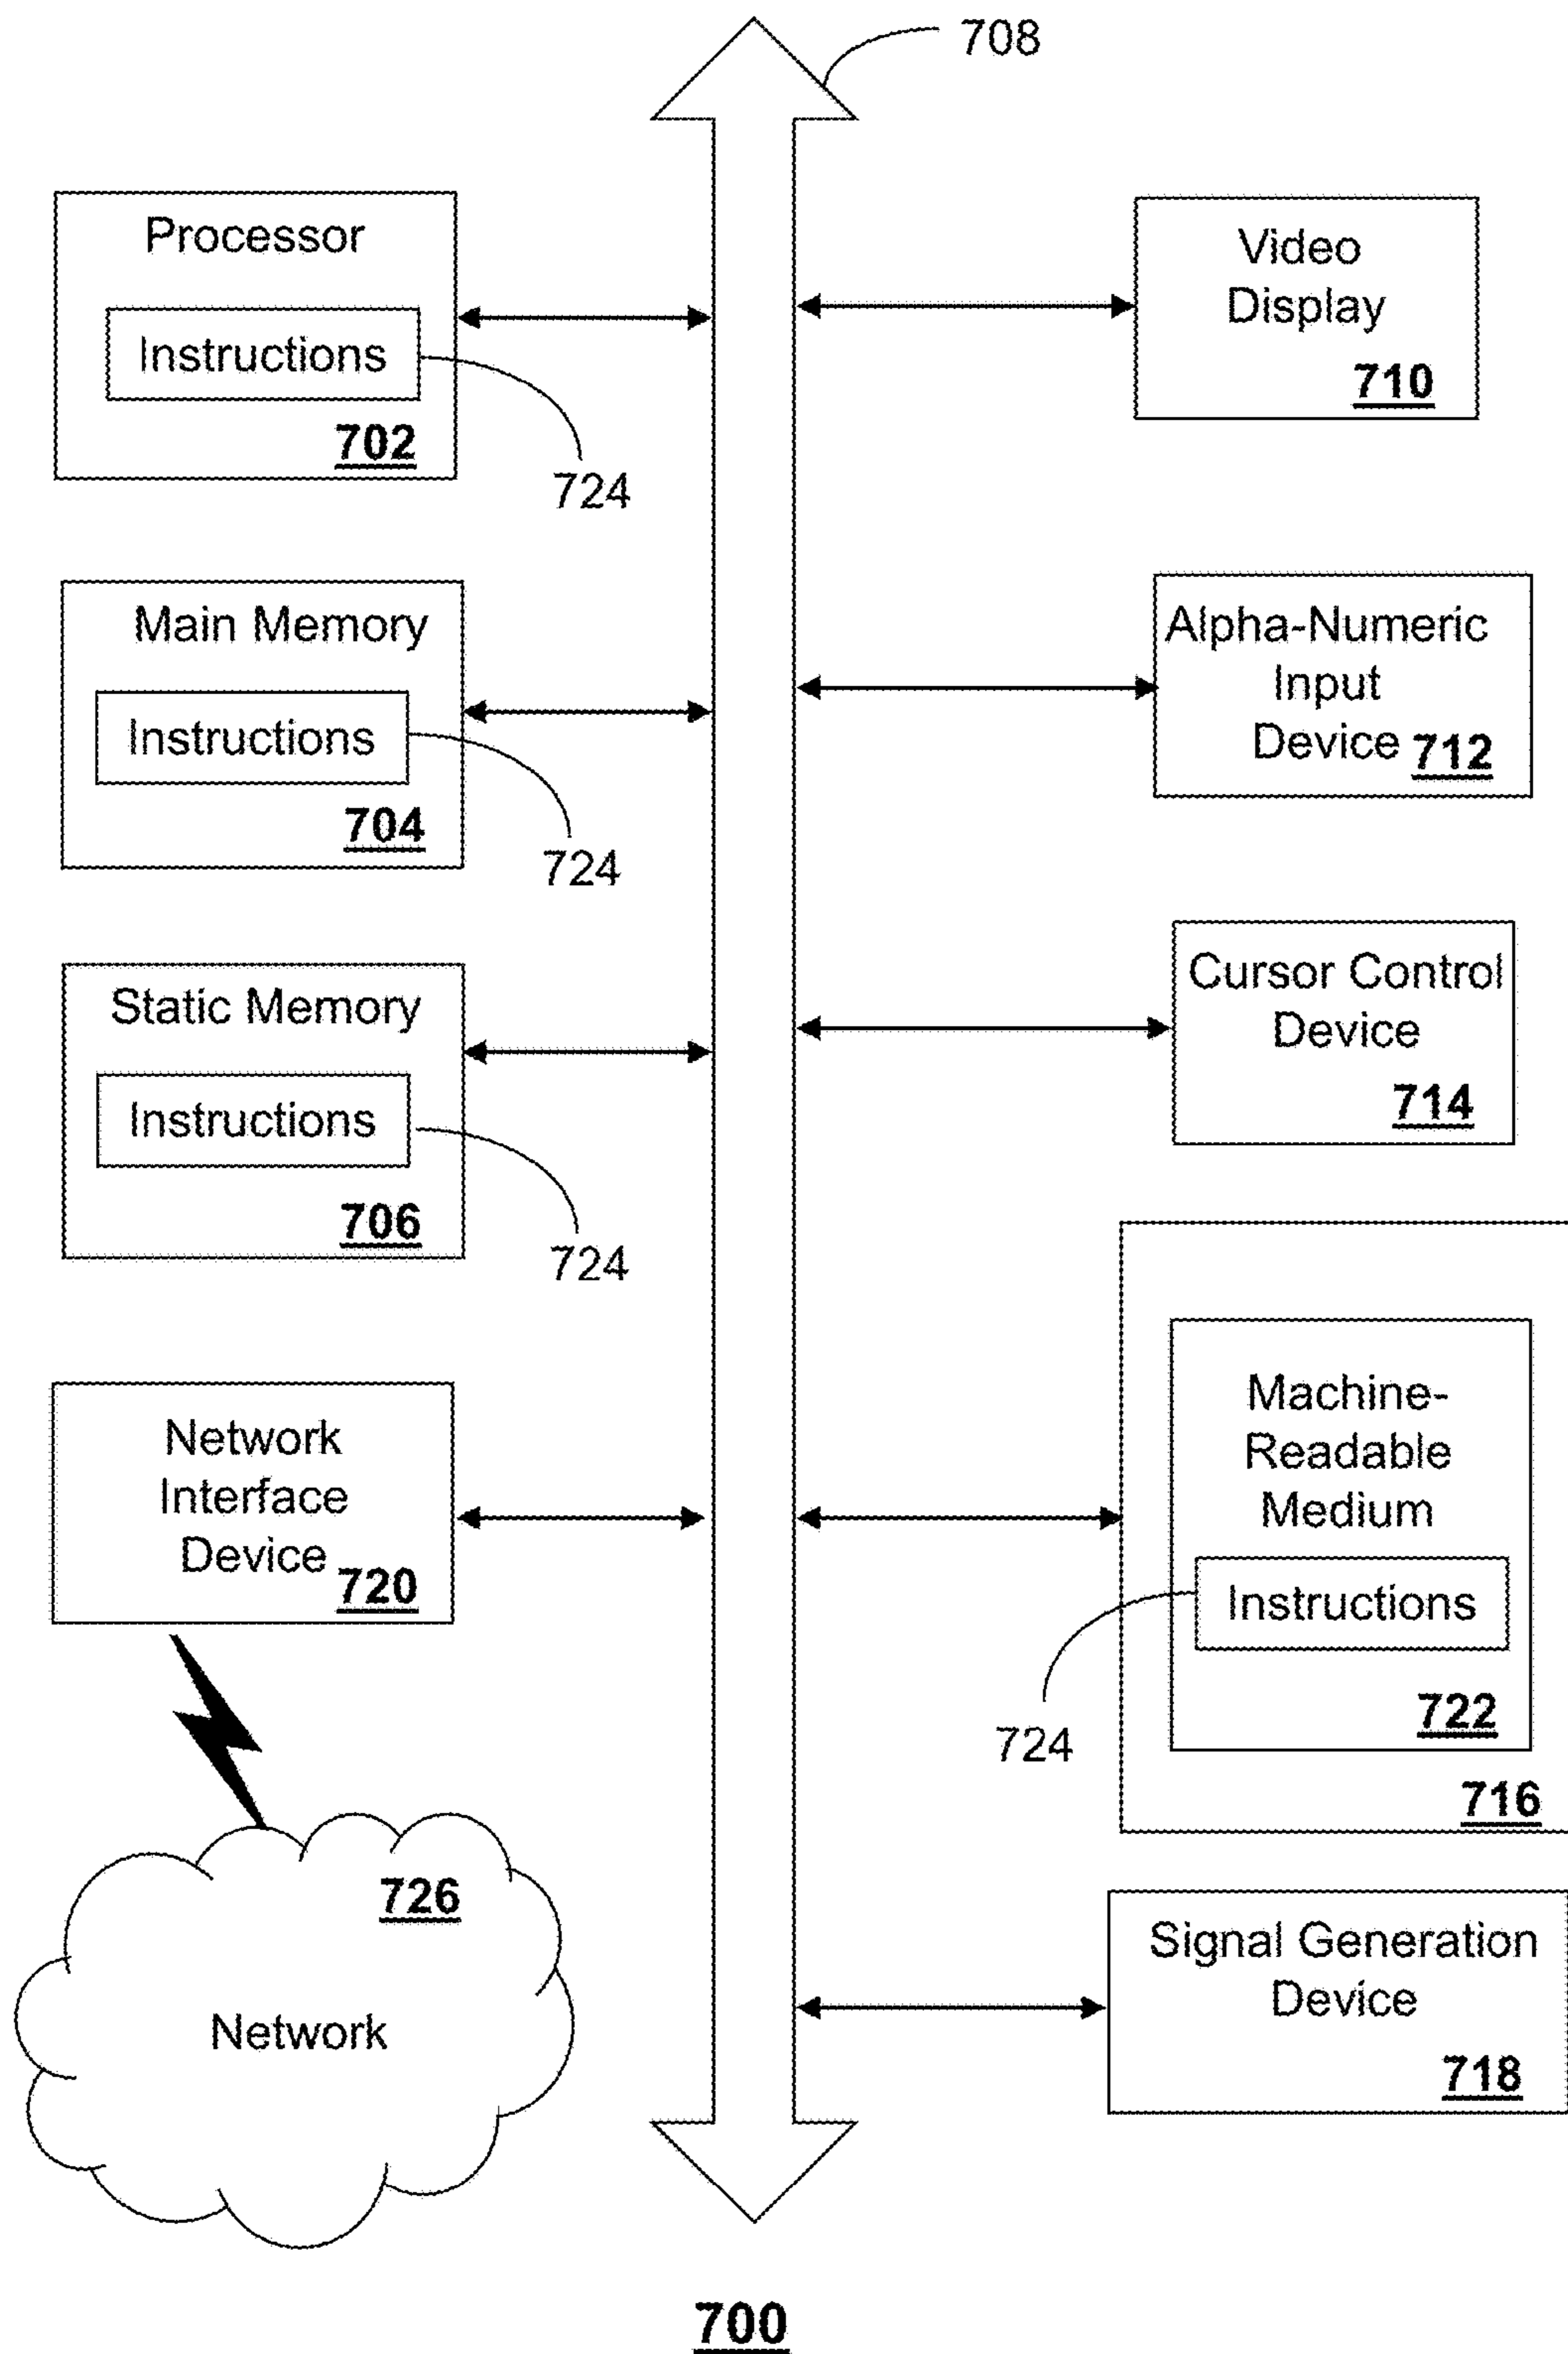 708
Processor
Instructions
702
724
Main Memory
Instructions
704
724
Static Memory
Instructions
706
724
Network
Interface
Device
720
726
Network
Video
Display
710
Alpha-Numeric
Input
Device 712
Cursor Control
Device
714
Machine-
Readable
Medium
Instructions
722
724
716
Signal Generation
Device
718
700